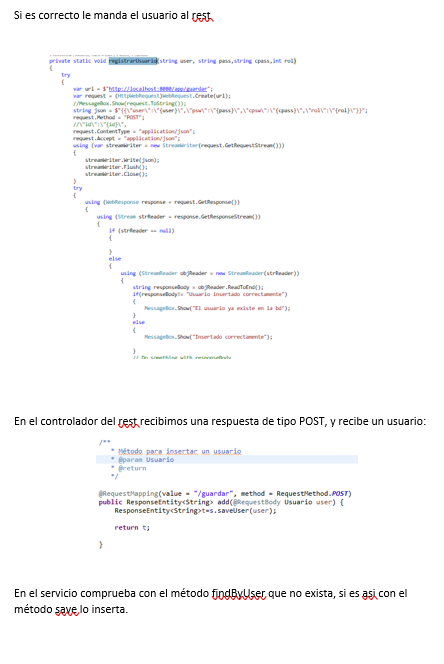 Si es correcto le manda el usuario al rest.
private static void registrarUsuario(string user, string pass,string cpass,int rol)
{
try
{
var url = $"http://localhost:8080/app/guardar";
var request = (HttpWebRequest)WebRequest.Create(url);
//MessageBox.Show(request.ToString());
string json = $"{{\"user\":\"{user}\",\"psw\":\"{pass}\",\"cpsw\":\"{cpass}\",\"rol\":\"{rol}\"}}";
request.Method = "POST";
//\"id\":\"{id}\",
request.ContentType = "application/json";
request.Accept = "application/json";
using (var streamWriter = new StreamWriter(request.GetRequestStream()))
{
streamWriter.Write(json);
streamWriter.Flush();
streamWriter.Close();
}
try
{
using (WebResponse response = request.GetResponse())
{
using (Stream strReader = response.GetResponseStream())
{
if (strReader == null)
{
}
else
{
using (StreamReader objReader = new StreamReader(strReader))
{
string responseBody = objReader.ReadToEnd();
if(responseBody!= "Usuario insertado correctamente")
{
MessageBox.Show("El usuario ya existe en la bd");
}
else
{
MessageBox.Show("Insertado correctamente");
}
// Do something with responseBody
En el controlador del rest recibimos una respuesta de tipo POST, y recibe un usuario:
/**
* Método para insertar un usuario
* @param Usuario
* @return
*/
@RequestMapping(value = "/guardar", method = RequestMethod.POST)
public ResponseEntity<String> add(@RequestBody Usuario user) {
ResponseEntity<String>t=s.saveUser(user);
return t;
}
En el servicio comprueba con el método findByUser que no exista, si es asi con el
método save lo inserta.